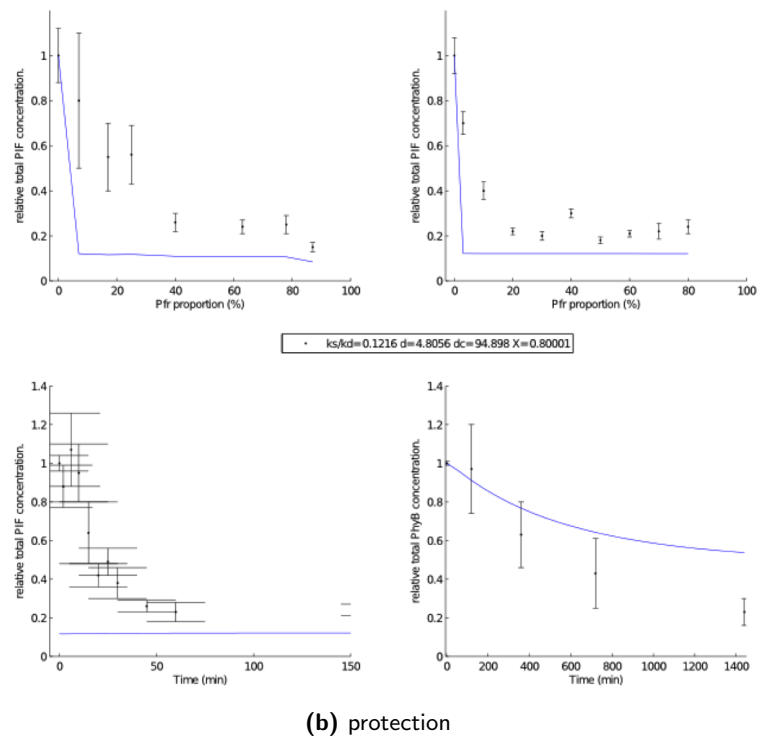 relative total PIF concentration.
1
0.8
0.6
0.4
0.2
0
0 20 40 60 80 100
Pfr proportion (%)
relative total PIF concentration.
1
0.8
0.6
0.4
0.2
0
0 20 40 60 80 100
Pfr proportion (%)
ks/kd=0.1216 d=4.8056 dc=94.898 X=0.80001
relative total PIF concentration.
1.4
1.2
1
0.8
0.6
0.4
0.2
0
0 50 100 150
Time (min)
relative total PhyB concentration.
1.4
1.2
1
0.8
0.6
0.4
0.2
0
0 200 400 600 800 1000 1200 1400
Time (min)
(b) protection